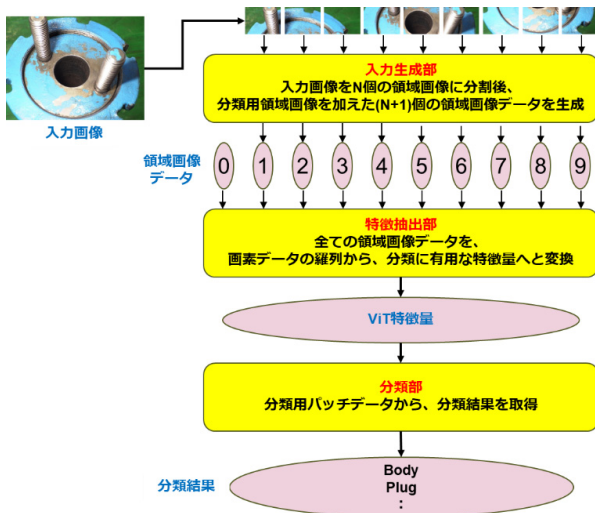 入力画像
入力生成部
入力画像をN個の領域画像に分割後、
分類用領域画像を加えた(N+1)個の領域画像データを生成
領域画像
データ
0 1 2 3 4 5 6 7 8 9
特徴抽出部
全ての領域画像データを、
画素データの羅列から、分類に有用な特徴量へと変換
ViT特徴量
分類部
分類用パッチデータから、分類結果を取得
分類結果
Body
Plug
: